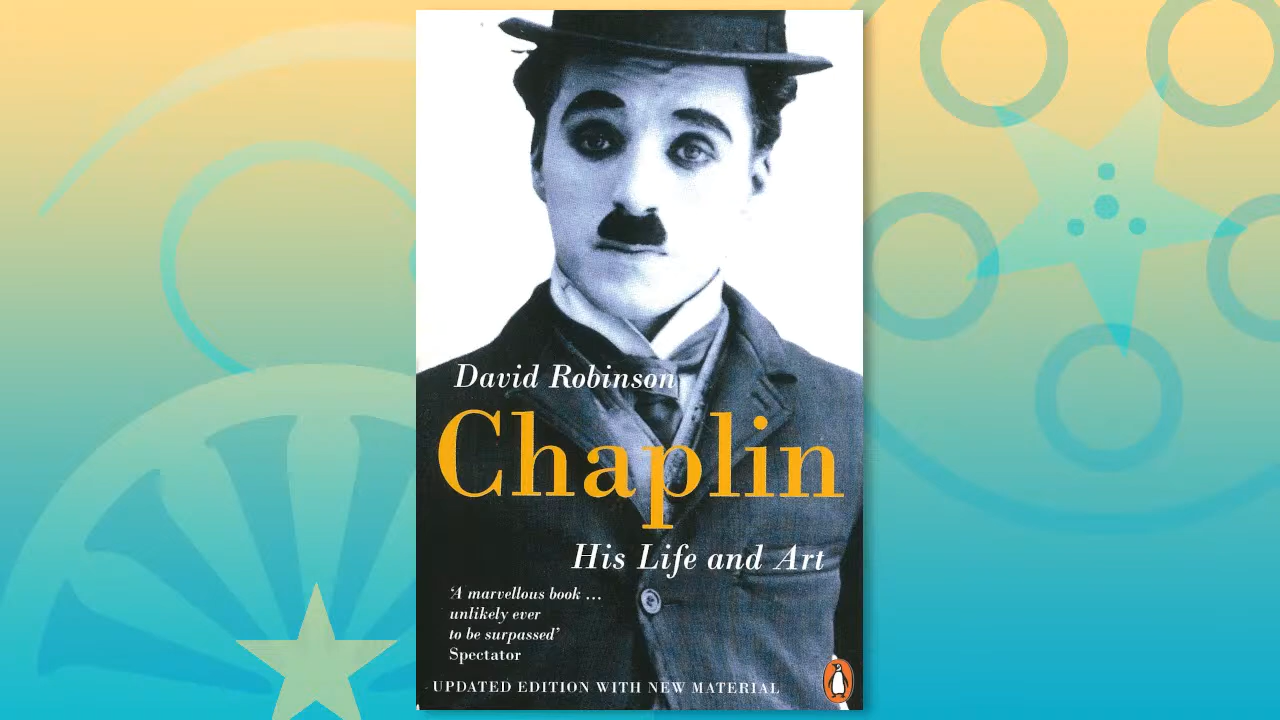 David Robinson
Chaplin
His Life and Art
‘A marvellous book ...
unlikely ever
to be surpassed’
Spectator
UPDATED EDITION WITH NEW MATERIAL